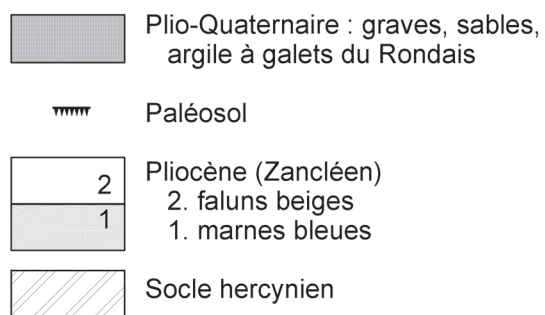 Plio-Quaternaire : graves, sables,
argile à galets du Rondais
Paléosol
Pliocène (Zancléen)
2
2. faluns beiges
1
1. marnes bleues
Socle hercynien